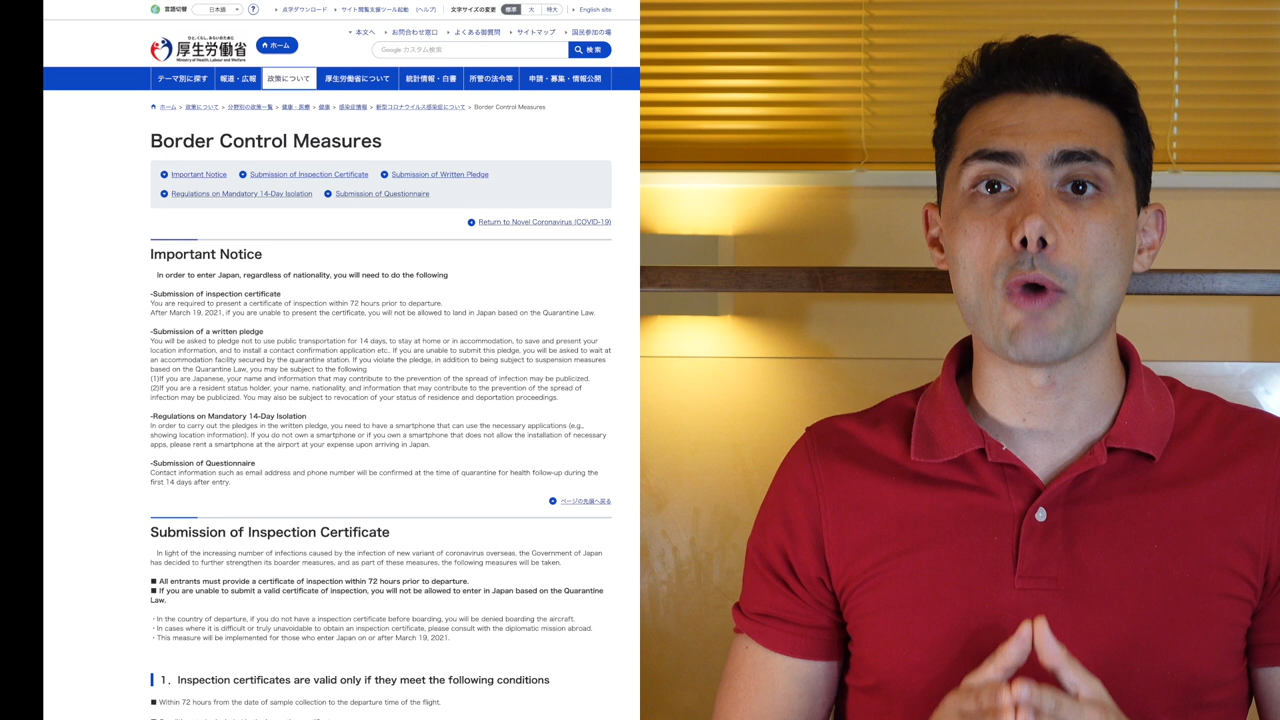 言語切替 日本語 ? 点字ダウンロード サイト閲覧支援ツール起動 (ヘルプ) 文字サイズの変更 標準 大 特大 English site
本文へ お問合わせ窓口 よくある御質問 サイトマップ 国民参加の場
ひと、くらし、みらいのために
厚生労働省
Ministry of Health, Labour and Welfare
ホーム
Google カスタム検索 検索
テーマ別に探す 報道・広報 政策について 厚生労働省について 統計情報・白書 所管の法令等 申請・募集・情報公開
ホーム > 政策について > 分野別の政策一覧 > 健康・医療 > 健康 > 感染症情報 > 新型コロナウイルス感染症について > Border Control Measures
Border Control Measures
Important Notice Submission of Inspection Certificate Submission of Written Pledge
Regulations on Mandatory 14-Day Isolation Submission of Questionnaire
Return to Novel Coronavirus (COVID-19)
Important Notice
In order to enter Japan, regardless of nationality, you will need to do the following
-Submission of inspection certificate
You are required to present a certificate of inspection within 72 hours prior to departure.
After March 19, 2021, if you are unable to present the certificate, you will not be allowed to land in Japan based on the Quarantine Law.
-Submission of a written pledge
You will be asked to pledge not to use public transportation for 14 days, to stay at home or in accommodation, to save and present your
location information, and to install a contact confirmation application etc.. If you are unable to submit this pledge, you will be asked to wait at
an accommodation facility secured by the quarantine station. If you violate the pledge, in addition to being subject to suspension measures
based on the Quarantine Law, you may be subject to the following
(1)If you are Japanese, your name and information that may contribute to the prevention of the spread of infection may be publicized.
(2)If you are a resident status holder, your name, nationality, and information that may contribute to the prevention of the spread of
infection may be publicized. You may also be subject to revocation of your status of residence and deportation proceedings.
-Regulations on Mandatory 14-Day Isolation
In order to carry out the pledges in the written pledge, you need to have a smartphone that can use the necessary applications (e.g.,
showing location information). If you do not own a smartphone or if you own a smartphone that does not allow the installation of necessary
apps, please rent a smartphone at the airport at your expense upon arriving in Japan.
-Submission of Questionnaire
Contact information such as email address and phone number will be confirmed at the time of quarantine for health follow-up during the
first 14 days after entry.
ページの先頭へ戻る
Submission of Inspection Certificate
In light of the increasing number of infections caused by the infection of new variant of coronavirus overseas, the Government of Japan
has decided to further strengthen its boarder measures, and as part of these measures, the following measures will be taken.
■ All entrants must provide a certificate of inspection within 72 hours prior to departure.
■ If you are unable to submit a valid certificate of inspection, you will not be allowed to enter in Japan based on the Quarantine
Law.
・In the country of departure, if you do not have a inspection certificate before boarding, you will be denied boarding the aircraft.
・In cases where it is difficult or truly unavoidable to obtain an inspection certificate, please consult with the diplomatic mission abroad.
・This measure will be implemented for those who enter Japan on or after March 19, 2021.
1．Inspection certificates are valid only if they meet the following conditions
■ Within 72 hours from the date of sample collection to the departure time of the flight.